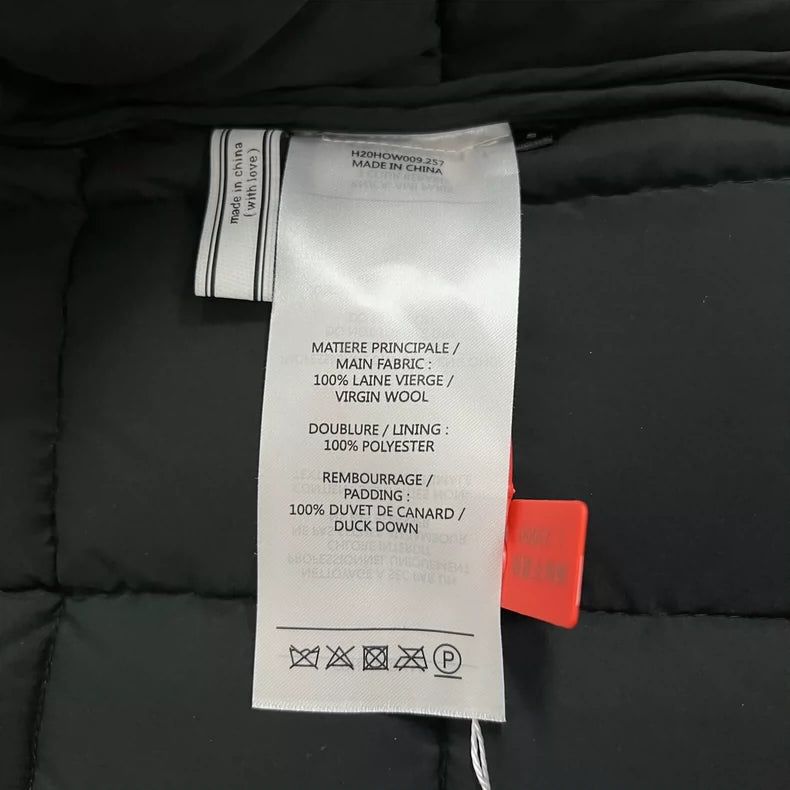 made in china
(with love)
H20HOW009.257
MADE IN CHINA
MATIERE PRINCIPALE /
MAIN FABRIC :
100% LAINE VIERGE /
VIRGIN WOOL
DOUBLURE / LINING :
100% POLYESTER
REMBOURRAGE /
PADDING :
100% DUVET DE CANARD /
DUCK DOWN
P